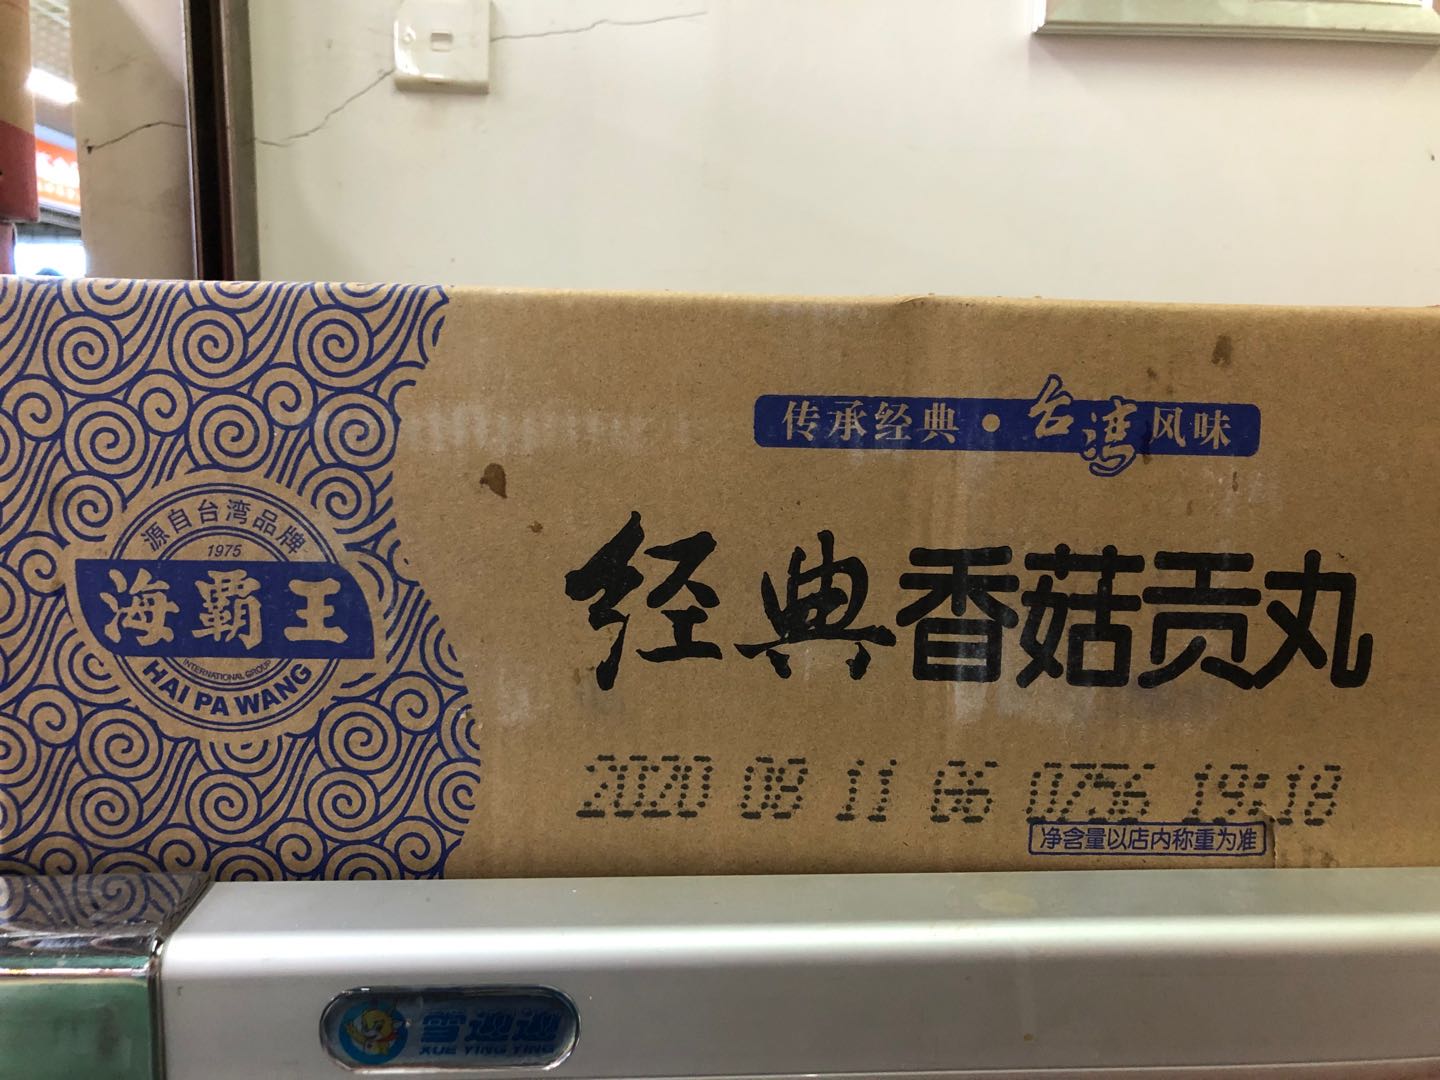 传承经典·台湾风味
源自台湾品牌
1975
海霸王
INTERNATIONAL GROUP
HAI PA WANG
经典香菇贡丸
2020 09 11 G6 0756 19:18
净含量以店内称重为准
雪迎迎
XUE YING YING